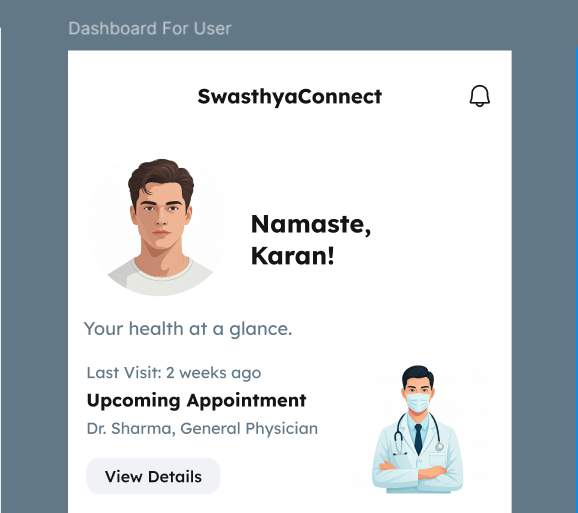 Dashboard For User
SwasthyaConnect
Namaste,
Karan!
Your health at a glance.
Last Visit: 2 weeks ago
Upcoming Appointment
Dr. Sharma, General Physician
View Details